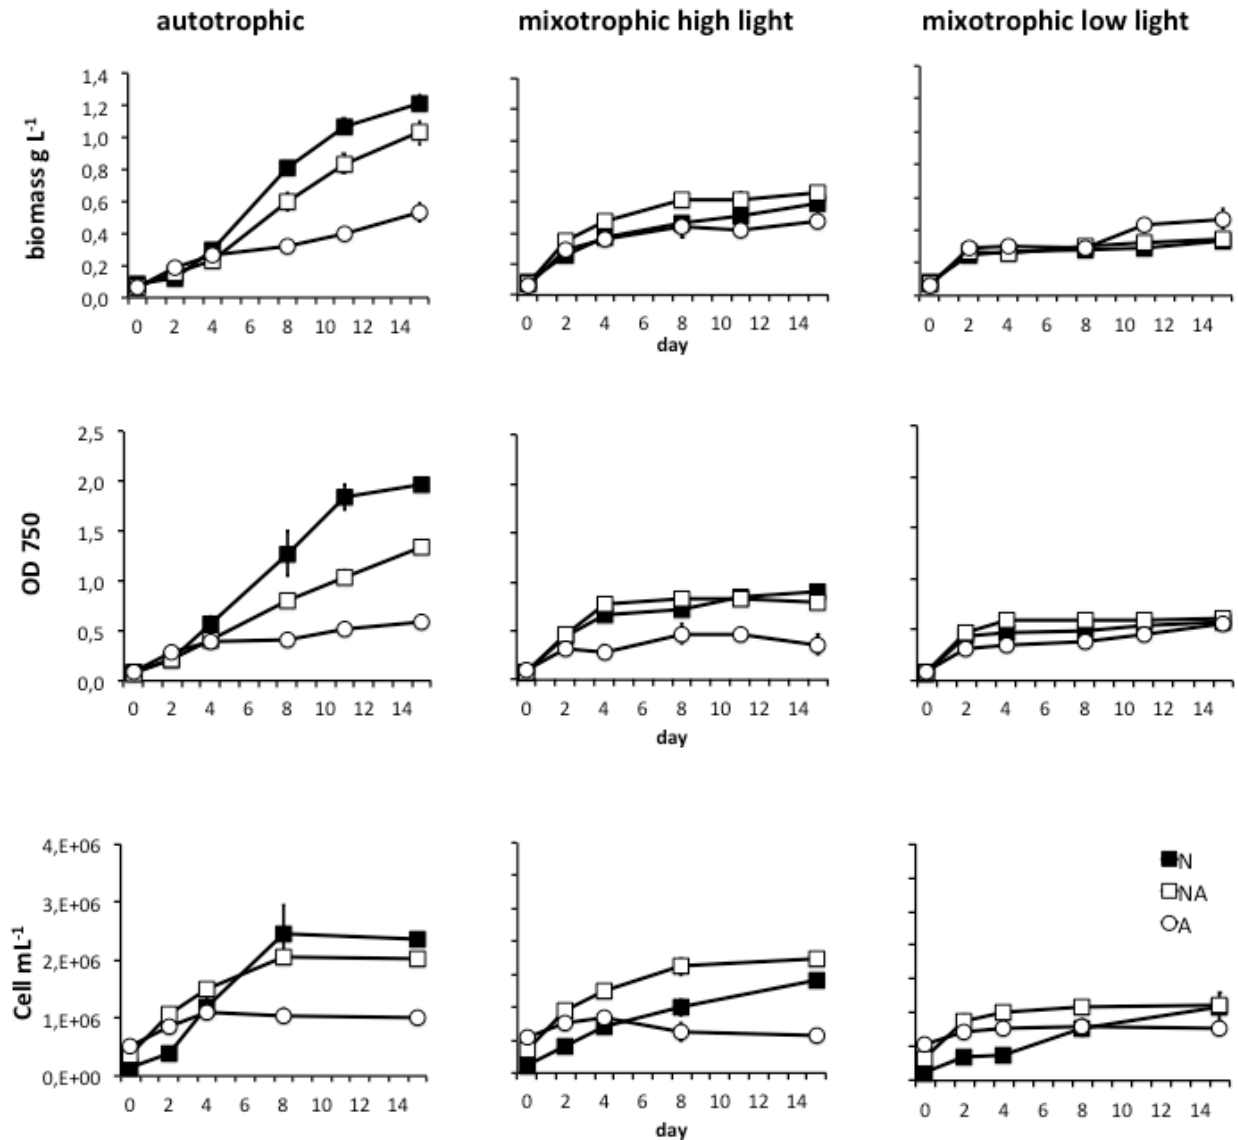 autotrophic mixotrophic high light mixotrophic low light
biomass g L-1
1,4
1,2
1,0
0,8
0,6
0,4
0,2
0,0
0 2 4 6 8 10 12 14
0 2 4 6 8 10 12 14
day
0 2 4 6 8 10 12 14
OD 750
2,5
2,0
1,5
1,0
0,5
0,0
0 2 4 6 8 10 12 14
0 2 4 6 8 10 12 14
day
0 2 4 6 8 10 12 14
Cell mL-1
4,E+06
3,E+06
2,E+06
1,E+06
0,E+00
0 2 4 6 8 10 12 14
0 2 4 6 8 10 12 14
day
N
NA
A
0 2 4 6 8 10 12 14